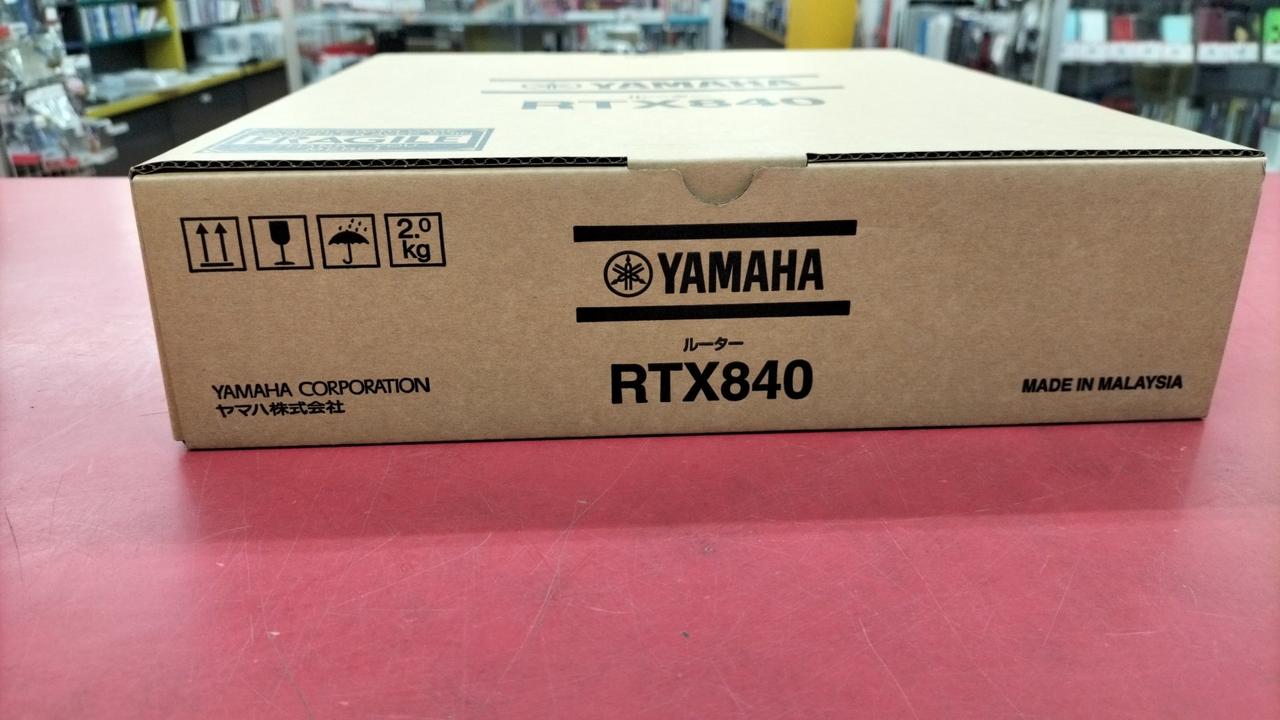 YAMAHA
RTX840
FRAGILE
2.0
kg
YAMAHA
ルーター
RTX840
YAMAHA CORPORATION
ヤマハ株式会社
MADE IN MALAYSIA